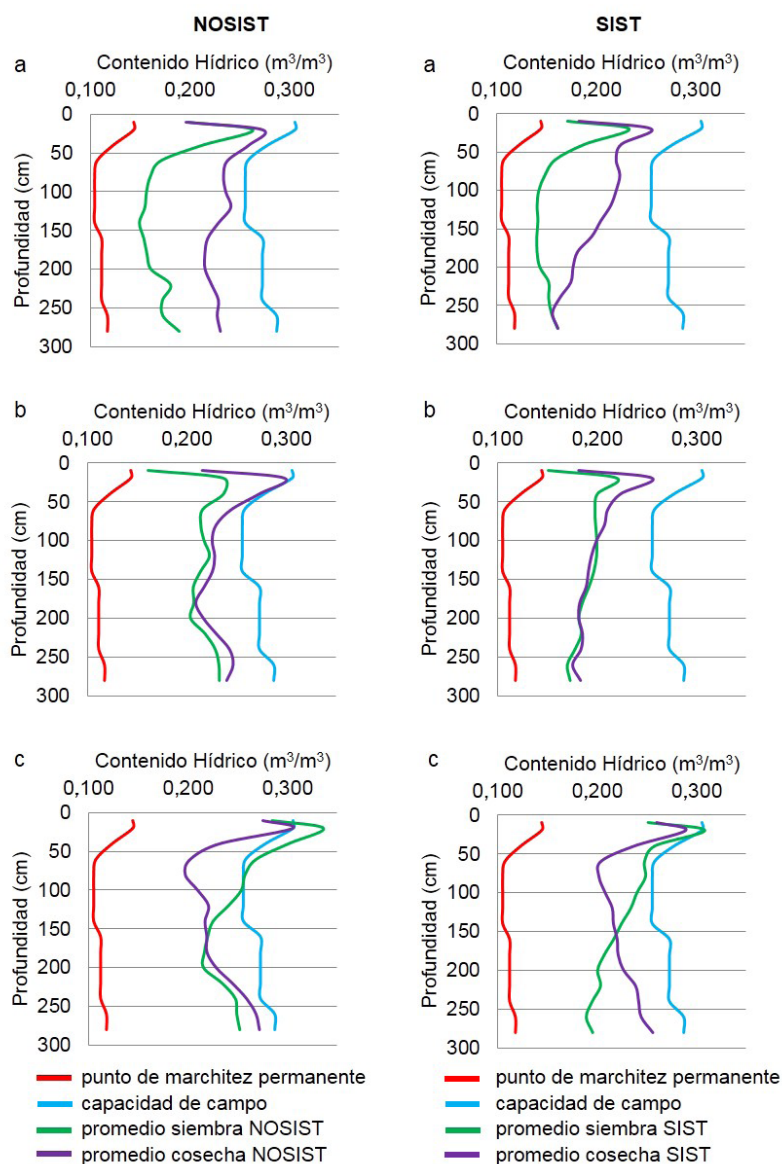 NOSIST
SIST
a
Contenido Hídrico (m³/m³)
0,100 0,200 0,300
Profundidad (cm)
0
50
100
150
200
250
300
a
Contenido Hídrico (m³/m³)
0,100 0,200 0,300
Profundidad (cm)
0
50
100
150
200
250
300
b
Contenido Hídrico (m³/m³)
0,100 0,200 0,300
Profundidad (cm)
0
50
100
150
200
250
300
b
Contenido Hídrico (m³/m³)
0,100 0,200 0,300
Profundidad (cm)
0
50
100
150
200
250
300
c
Contenido Hídrico (m³/m³)
0,100 0,200 0,300
Profundidad (cm)
0
50
100
150
200
250
300
c
Contenido Hídrico (m³/m³)
0,100 0,200 0,300
Profundidad (cm)
0
50
100
150
200
250
300
punto de marchitez permanente
capacidad de campo
promedio siembra NOSIST
promedio cosecha NOSIST
punto de marchitez permanente
capacidad de campo
promedio siembra SIST
promedio cosecha SIST